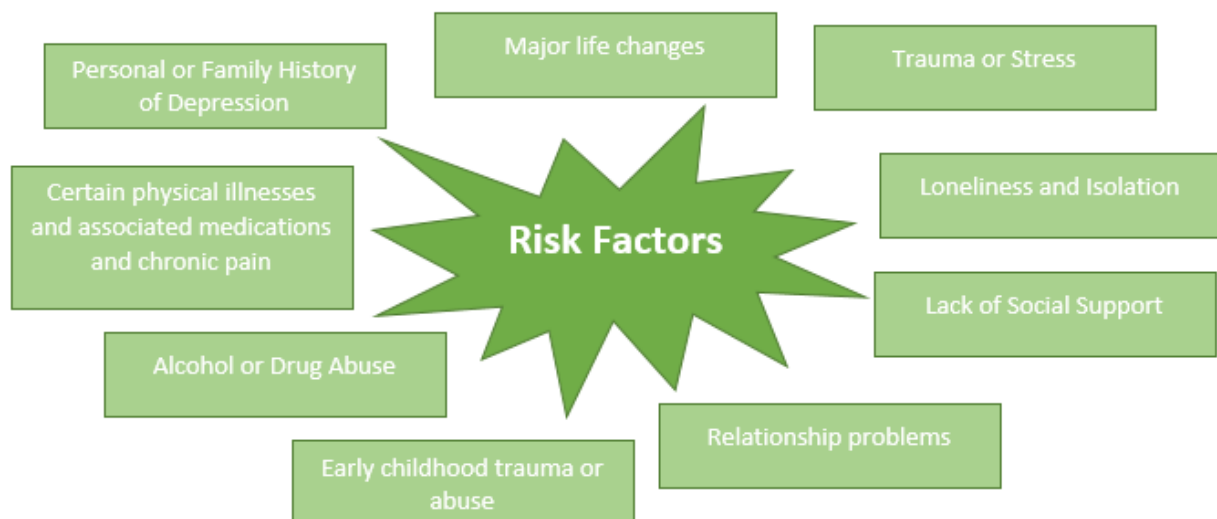 Major life changes
Trauma or Stress
Personal or Family History
of Depression
Loneliness and Isolation
Certain physical illnesses
and associated medications
and chronic pain
Risk Factors
Lack of Social Support
Alcohol or Drug Abuse
Relationship problems
Early childhood trauma or
abuse